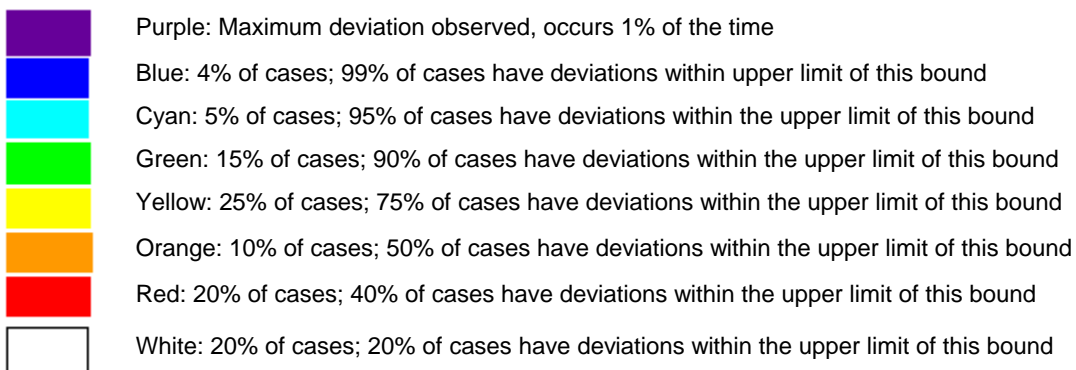 Purple: Maximum deviation observed, occurs 1% of the time
Blue: 4% of cases; 99% of cases have deviations within upper limit of this bound
Cyan: 5% of cases; 95% of cases have deviations within the upper limit of this bound
Green: 15% of cases; 90% of cases have deviations within the upper limit of this bound
Yellow: 25% of cases; 75% of cases have deviations within the upper limit of this bound
Orange: 10% of cases; 50% of cases have deviations within the upper limit of this bound
Red: 20% of cases; 40% of cases have deviations within the upper limit of this bound
White: 20% of cases; 20% of cases have deviations within the upper limit of this bound